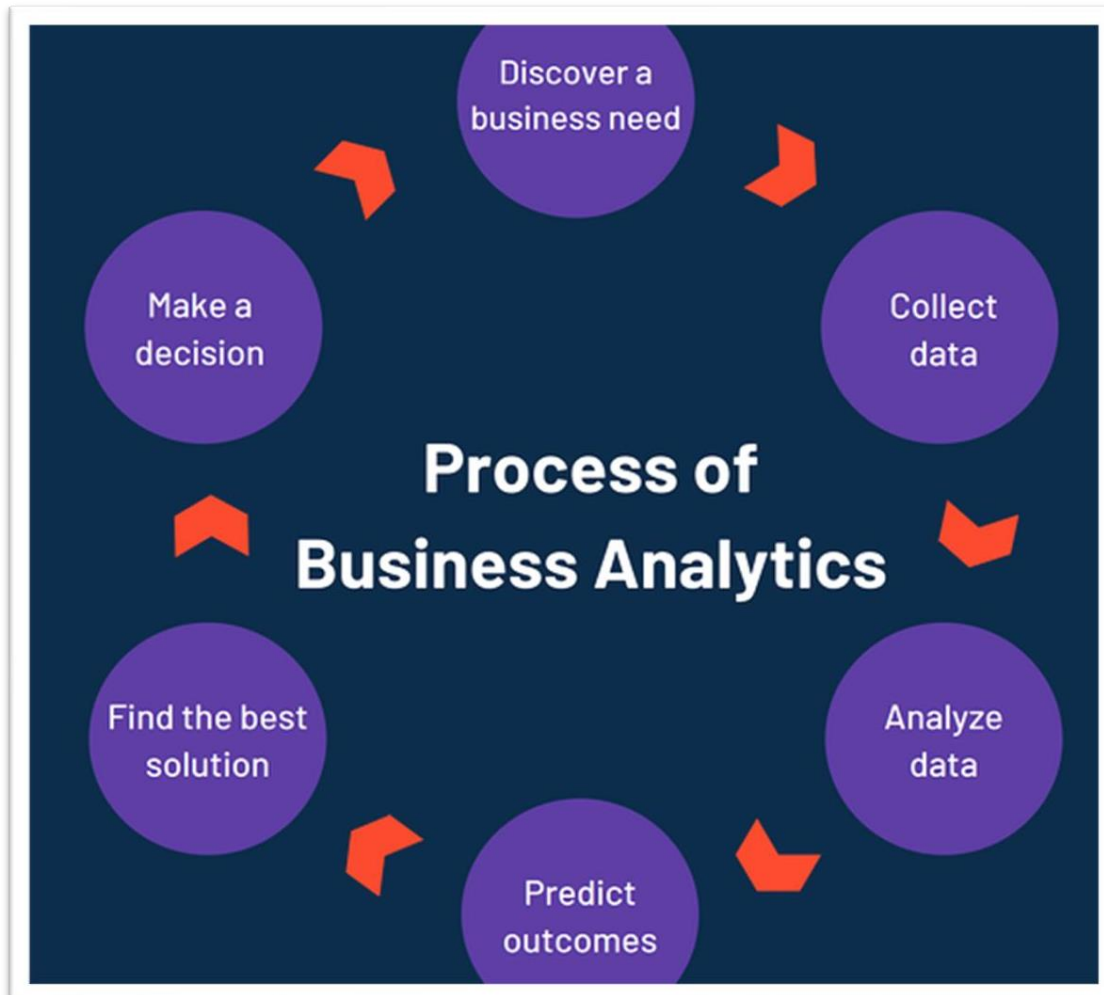 Discover a
business need
Collect
data
Analyze
data
Predict
outcomes
Find the best
solution
Make a
decision
Process of
Business Analytics